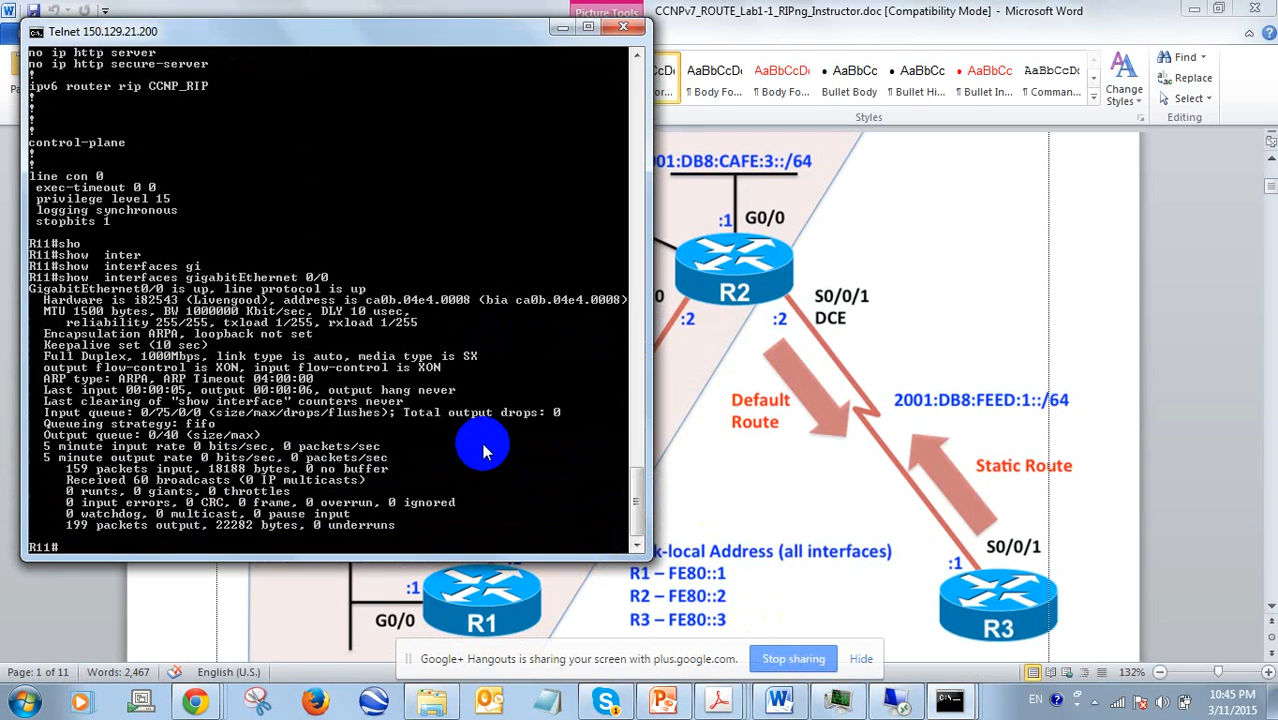 CCNPv7_ROUTE_Lab1-1_RIPng_Instructor.doc [Compatibility Mode] - Microsoft Word
Picture Tools
Telnet 150.129.21.200
no ip http server
no ip http secure-server
!
ipv6 router rip CCNP_RIP
!
!
!
!
control-plane
!
!
line con 0
exec-timeout 0 0
privilege level 15
logging synchronous
stopbits 1
R11#sho
R11#show inter
R11#show interfaces gi
R11#show interfaces gigabitEthernet 0/0
GigabitEthernet0/0 is up, line protocol is up
Hardware is i82543 (Livengood), address is ca0b.04e4.0008 (bia ca0b.04e4.0008)
MTU 1500 bytes, BW 1000000 Kbit/sec, DLY 10 usec,
reliability 255/255, txload 1/255, rxload 1/255
Encapsulation ARPA, loopback not set
Keepalive set (10 sec)
Full Duplex, 1000Mbps, link type is auto, media type is SX
output flow-control is XON, input flow-control is XON
ARP type: ARPA, ARP Timeout 04:00:00
Last input 00:00:05, output 00:00:06, output hang never
Last clearing of "show interface" counters never
Input queue: 0/75/0/0 (size/max/drops/flushes); Total output drops: 0
Queueing strategy: fifo
Output queue: 0/40 (size/max)
5 minute input rate 0 bits/sec, 0 packets/sec
5 minute output rate 0 bits/sec, 0 packets/sec
159 packets input, 18188 bytes, 0 no buffer
Received 60 broadcasts (0 IP multicasts)
0 runts, 0 giants, 0 throttles
0 input errors, 0 CRC, 0 frame, 0 overrun, 0 ignored
0 watchdog, 0 multicast, 0 pause input
199 packets output, 22282 bytes, 0 underruns
R11#
AaBbCcDc AaBbCcDc AaBbCcDc AaBbCcDc AaBbCcDc AaBbCcD
¶ Body Fo... ¶ Body Fo... Bullet Body ¶ Bullet In... ¶ Comman...
Change
Styles
Styles
Find
Replace
Select
Editing
001:DB8:CAFE:3::/64
:1
G0/0
R2
S0/0/1
DCE
0
:2
:2
Default
Route
2001:DB8:FEED:1::/64
Static Route
S0/0/1
:1
R3
k-local Address (all interfaces)
R1 – FE80::1
R2 – FE80::2
R3 – FE80::3
:1
G0/0
R1
Google+ Hangouts is sharing your screen with plus.google.com.
Stop sharing
Hide
Page: 1 of 11
Words: 2,467
English (U.S.)
132%
EN
10:45 PM
3/11/2015